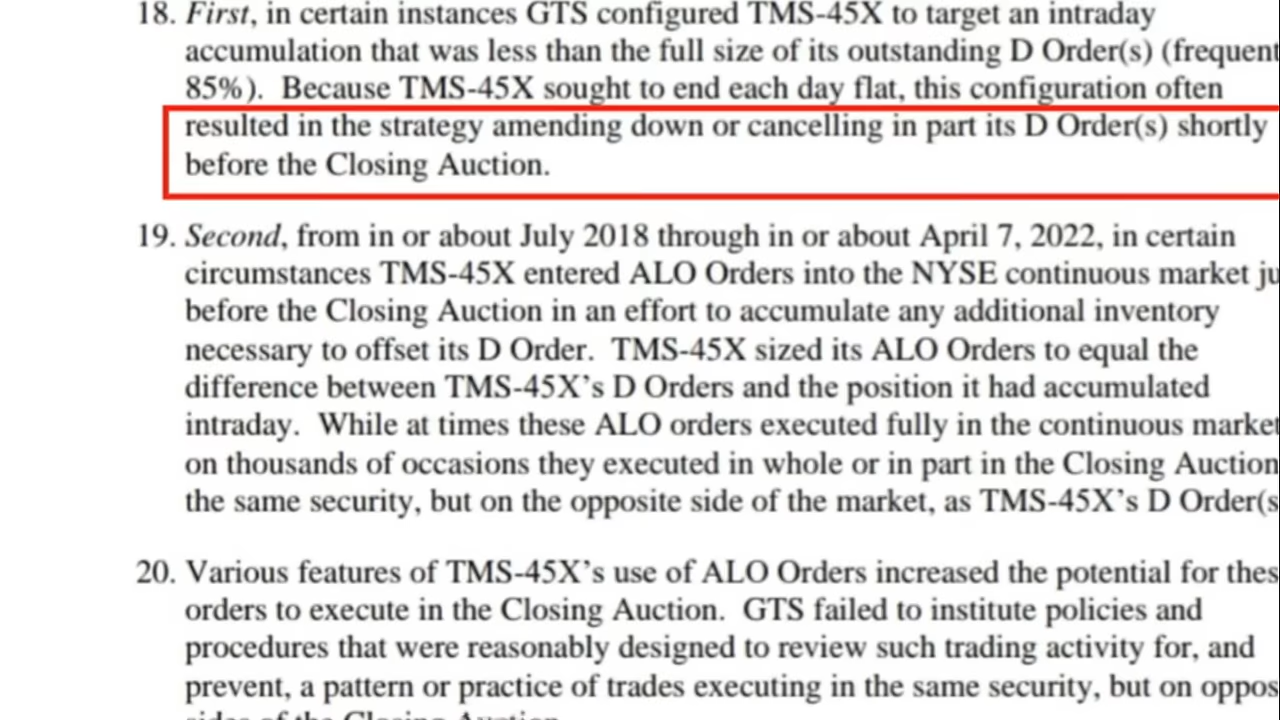 18. First, in certain instances GTS configured TMS-45X to target an intraday
accumulation that was less than the full size of its outstanding D Order(s) (frequent
85%). Because TMS-45X sought to end each day flat, this configuration often
resulted in the strategy amending down or cancelling in part its D Order(s) shortly
before the Closing Auction.
19. Second, from in or about July 2018 through in or about April 7, 2022, in certain
circumstances TMS-45X entered ALO Orders into the NYSE continuous market ju
before the Closing Auction in an effort to accumulate any additional inventory
necessary to offset its D Order. TMS-45X sized its ALO Orders to equal the
difference between TMS-45X's D Orders and the position it had accumulated
intraday. While at times these ALO orders executed fully in the continuous market
on thousands of occasions they executed in whole or in part in the Closing Auction
the same security, but on the opposite side of the market, as TMS-45X's D Order(s
20. Various features of TMS-45X's use of ALO Orders increased the potential for thes
orders to execute in the Closing Auction. GTS failed to institute policies and
procedures that were reasonably designed to review such trading activity for, and
prevent, a pattern or practice of trades executing in the same security, but on oppos
sides of the Closing Auction